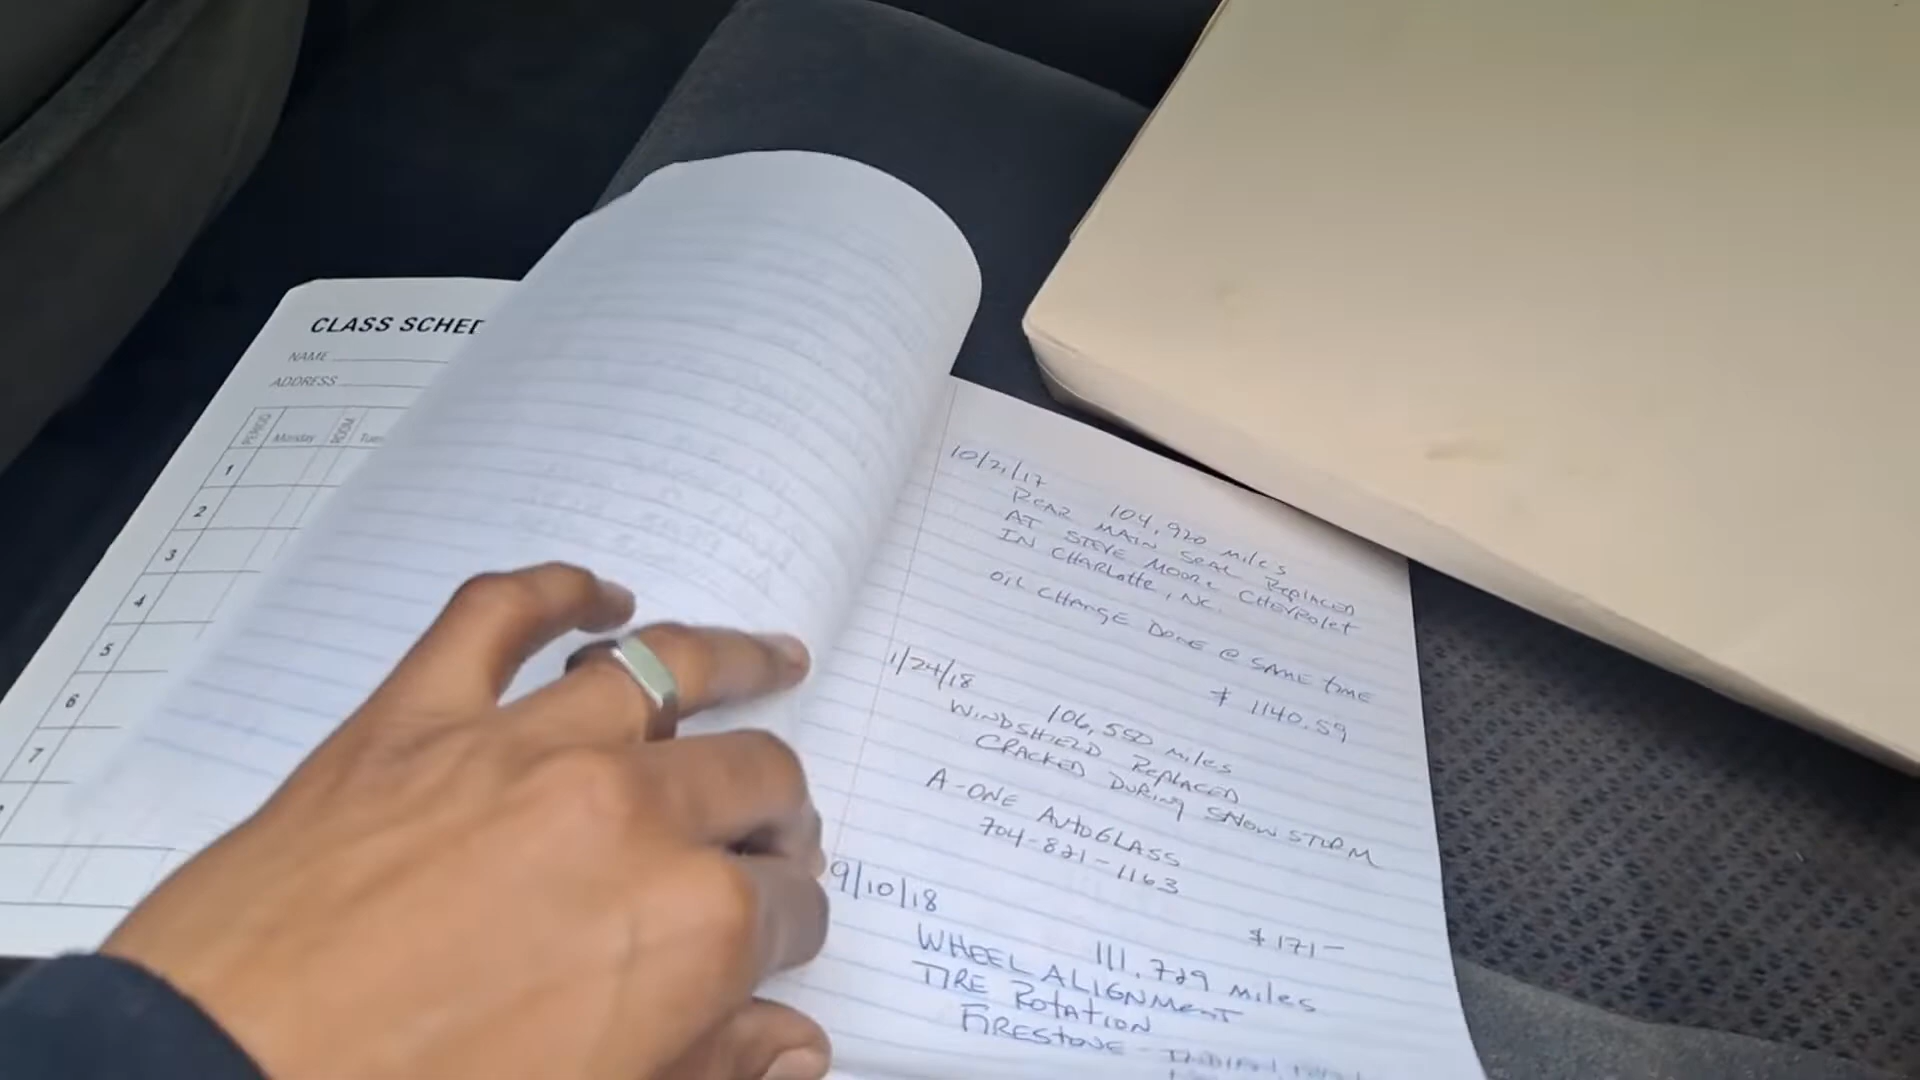 CLASS SCHED
NAME
ADDRESS
PERIOD
Monday
ROOM
Tues
1
2
3
4
5
6
7
10/21/17
104,920 miles
REAR MAIN SEAL REPLACED
AT STEVE MOORE CHEVROLET
IN CHARLOTTE, NC.
OIL CHANGE DONE @ SAME TIME
$ 1140.59
1/24/18
106,550 miles
WINDSHIELD REPLACED
CRACKED DURING SNOW STORM
A-ONE AUTOGLASS
704-821-1163
$ 171-
9/10/18
111,729 miles
WHEEL ALIGNMENT
TIRE ROTATION
FIRESTONE -